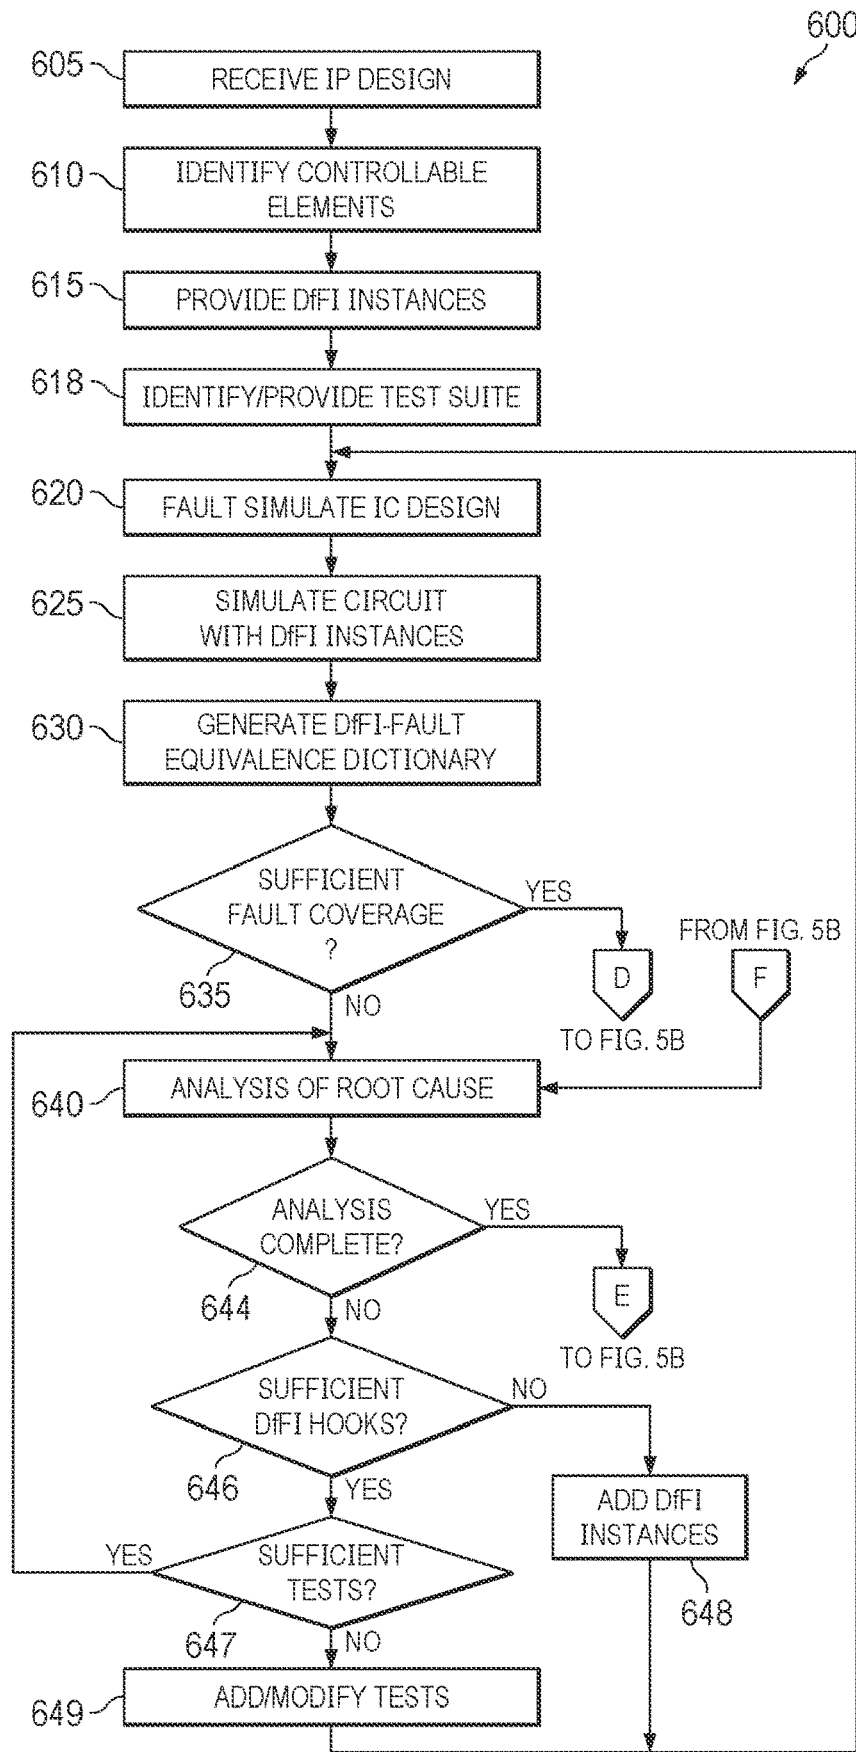 600
605
RECEIVE IP DESIGN
610
IDENTIFY CONTROLLABLE
ELEMENTS
615
PROVIDE DfFI INSTANCES
618
IDENTIFY/PROVIDE TEST SUITE
620
FAULT SIMULATE IC DESIGN
625
SIMULATE CIRCUIT
WITH DfFI INSTANCES
630
GENERATE DfFI-FAULT
EQUIVALENCE DICTIONARY
SUFFICIENT
FAULT COVERAGE
?
635
YES
D
TO FIG. 5B
FROM FIG. 5B
F
NO
640
ANALYSIS OF ROOT CAUSE
ANALYSIS
COMPLETE?
644
YES
E
TO FIG. 5B
NO
SUFFICIENT
DfFI HOOKS?
646
NO
ADD DfFI
INSTANCES
648
YES
SUFFICIENT
TESTS?
647
YES
NO
649
ADD/MODIFY TESTS